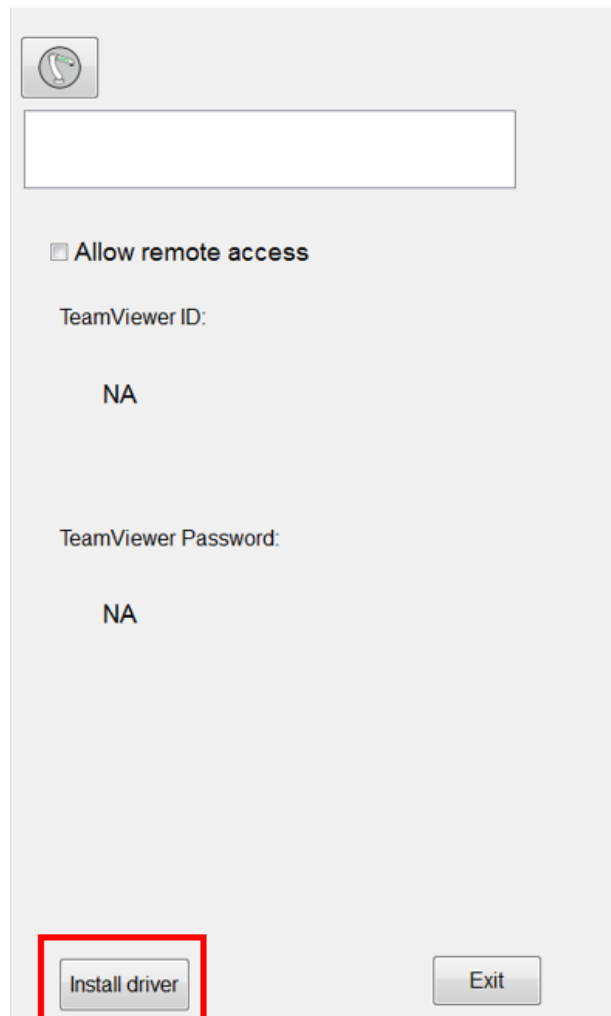 Allow remote access
TeamViewer ID:
NA
TeamViewer Password:
NA
Install driver
Exit